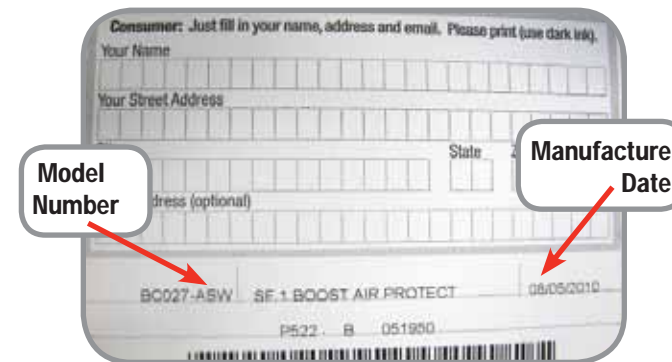 Consumer: Just fill in your name, address and email. Please print (use dark ink).
Your Name
Your Street Address
State
Model Number
Manufacture Date
dress (optional)
BC027-ASW SF.1 BOOST AIR PROTECT 08/05/2010
P522 B 051950